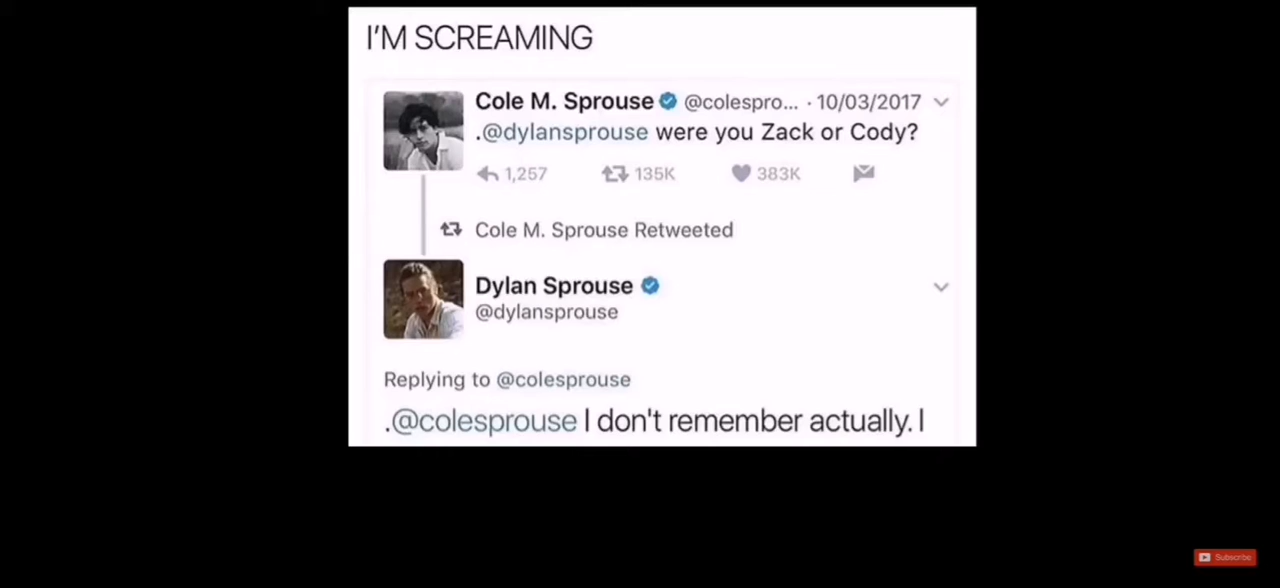 I'M SCREAMING
Cole M. Sprouse @colespro... · 10/03/2017
.@dylansprouse were you Zack or Cody?
1,257 135K 383K
Cole M. Sprouse Retweeted
Dylan Sprouse
@dylansprouse
Replying to @colesprouse
.@colesprouse I don't remember actually. I
Subscribe